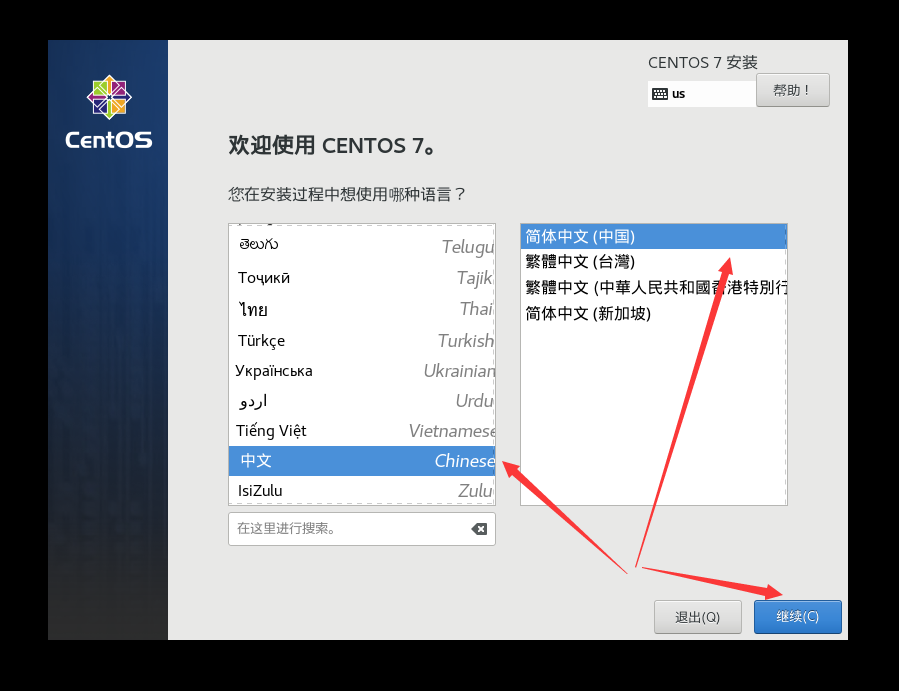 CentOS
CENTOS 7 安装
us
帮助！
欢迎使用 CENTOS 7。
您在安装过程中想使用哪种语言？
తెలుగు Telugu
Тоҷикӣ Tajik
ไทย Thai
Türkçe Turkish
Українська Ukrainian
اردو Urdu
Tiếng Việt Vietnamese
中文 Chinese
IsiZulu Zulu
在这里进行搜索。
简体中文 (中国)
繁體中文 (台灣)
繁體中文 (中華人民共和國香港特別行
简体中文 (新加坡)
退出(Q)
继续(C)